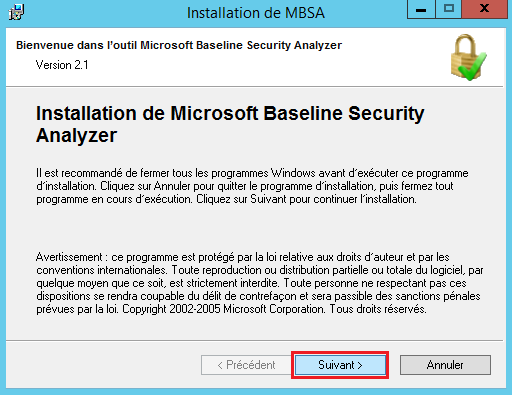 Installation de MBSA
Bienvenue dans l'outil Microsoft Baseline Security Analyzer
Version 2.1
Installation de Microsoft Baseline Security
Analyzer
Il est recommandé de fermer tous les programmes Windows avant d'exécuter ce programme
d'installation. Cliquez sur Annuler pour quitter le programme d'installation, puis fermez tout
programme en cours d'exécution. Cliquez sur Suivant pour continuer l'installation.
Avertissement : ce programme est protégé par la loi relative aux droits d'auteur et par les
conventions internationales. Toute reproduction ou distribution partielle ou totale du logiciel, par
quelque moyen que ce soit, est strictement interdite. Toute personne ne respectant pas ces
dispositions se rendra coupable du délit de contrefaçon et sera passible des sanctions pénales
prévues par la loi. Copyright 2002-2005 Microsoft Corporation. Tous droits réservés.
< Précédent Suivant > Annuler